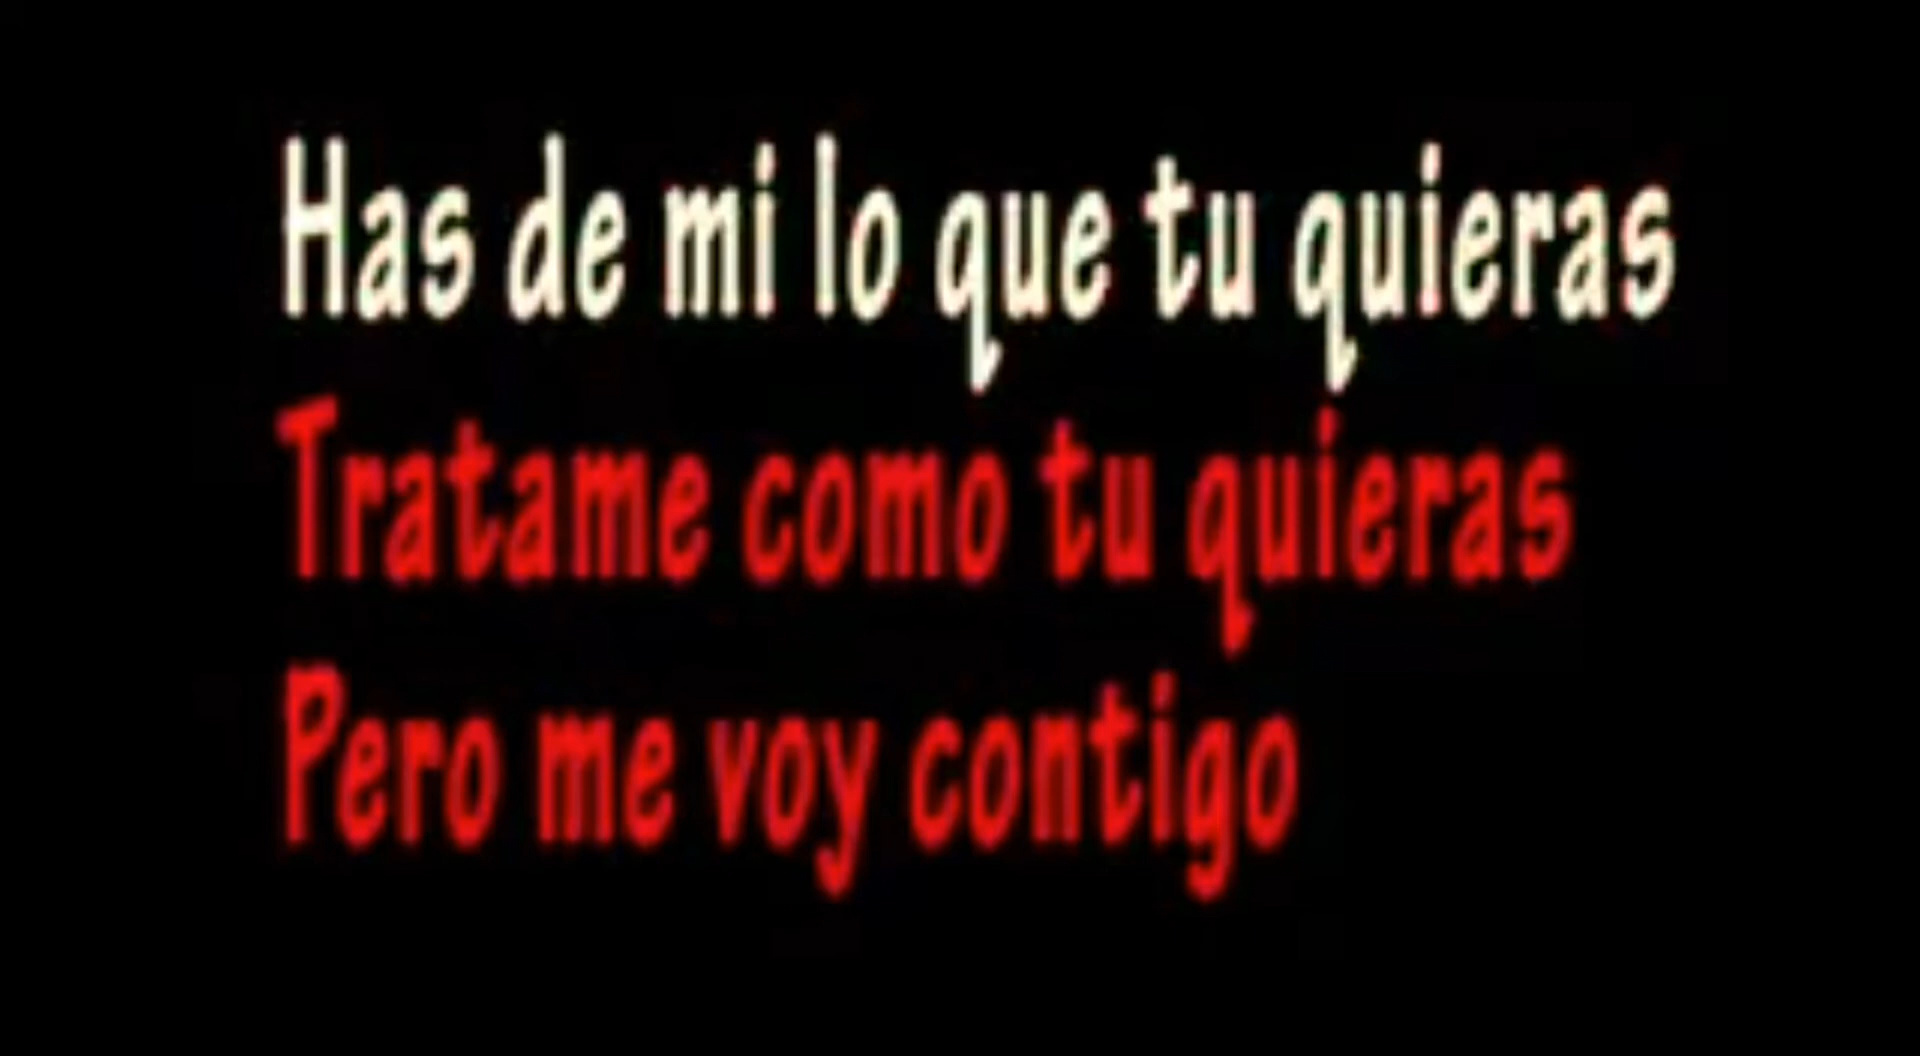 Has de mi lo que tu quieras
Tratame como tu quieras
Pero me voy contigo